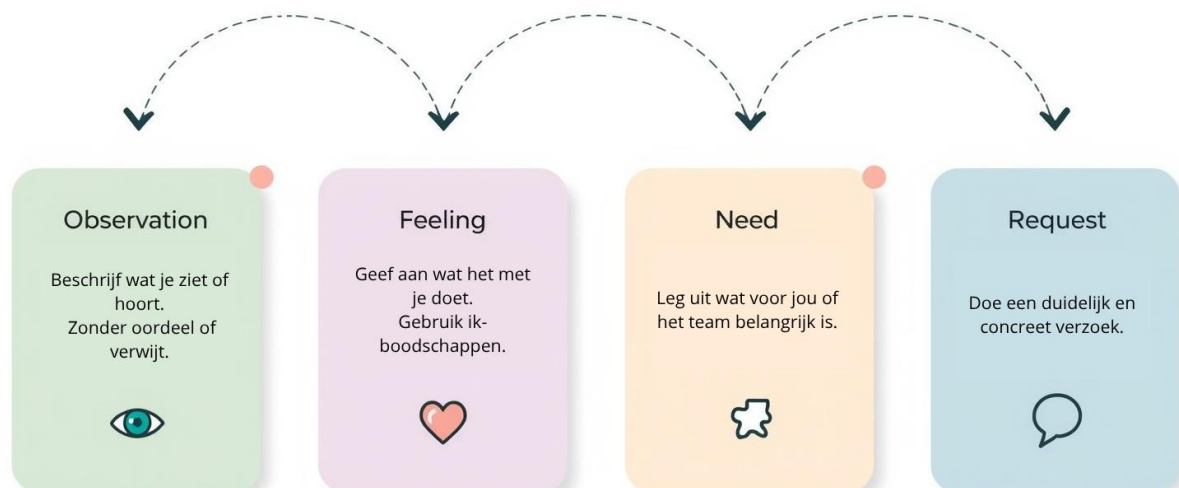 Observation
Beschrijf wat je ziet of
hoort.
Zonder oordeel of
verwijt.
Feeling
Geef aan wat het met
je doet.
Gebruik ik-
boodschappen.
Need
Leg uit wat voor jou of
het team belangrijk is.
Request
Doe een duidelijk en
concreet verzoek.